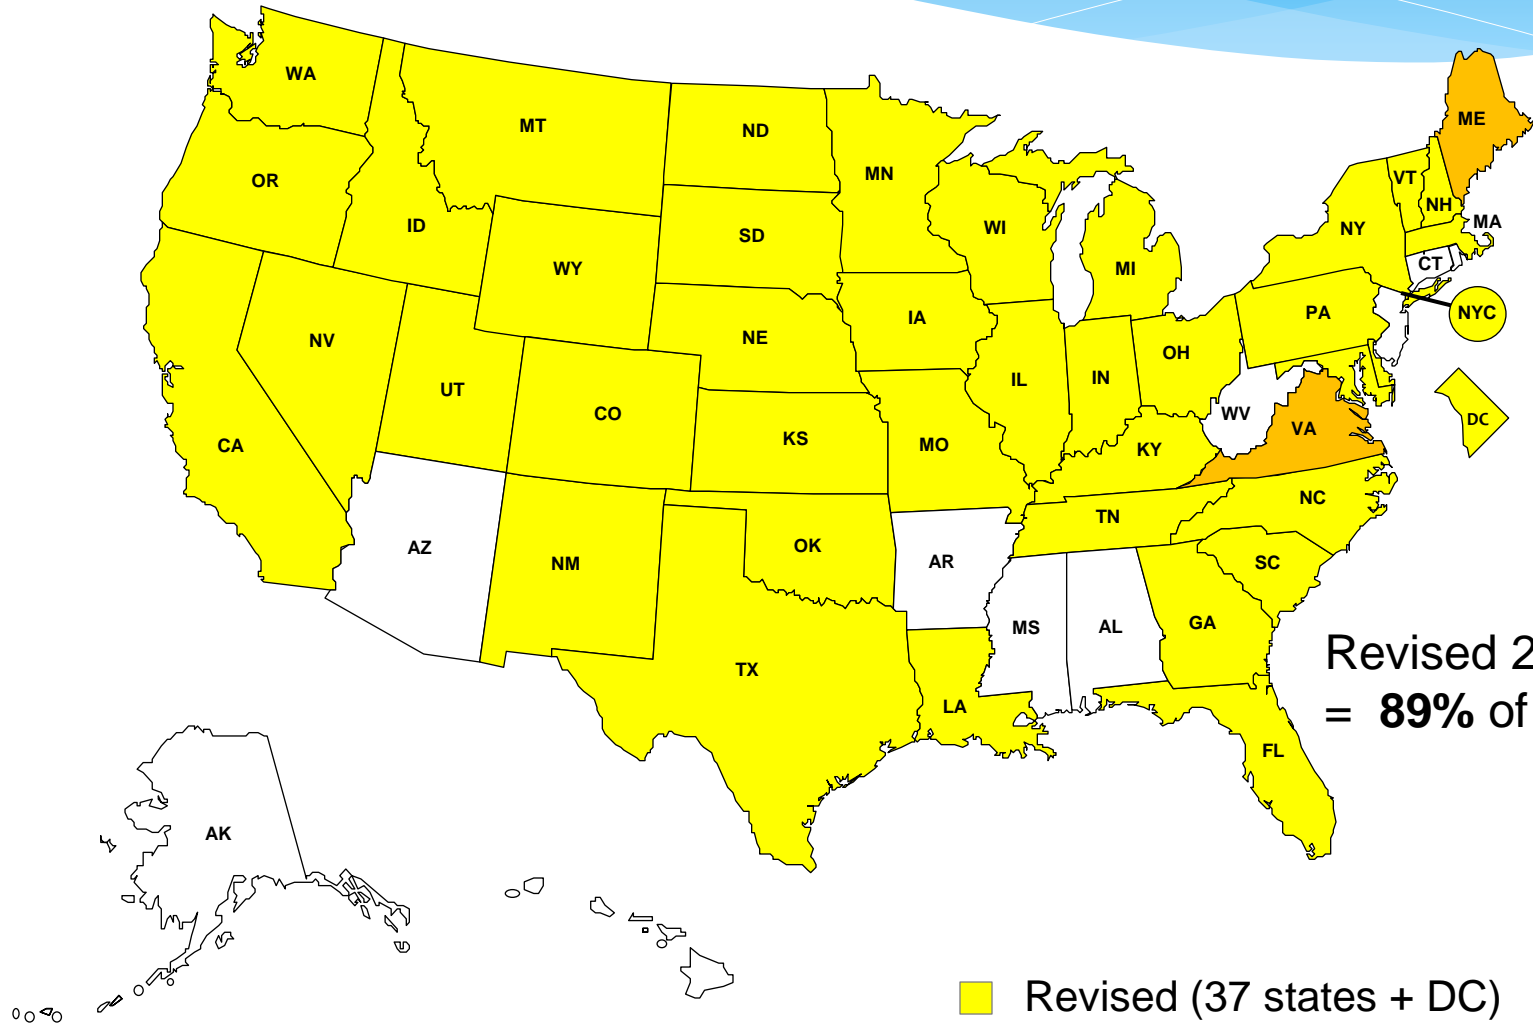 WA
MT
ND
MN
ME
OR
ID
SD
WI
VT
NH
MA
NY
WY
MI
CT
NV
NE
IA
PA
NYC
UT
CO
IL
IN
OH
CA
KS
MO
KY
WV
VA
DC
AZ
NM
OK
AR
TN
NC
SC
TX
LA
MS
AL
GA
FL
Revised 2
= 89% of
AK
Revised (37 states + DC)